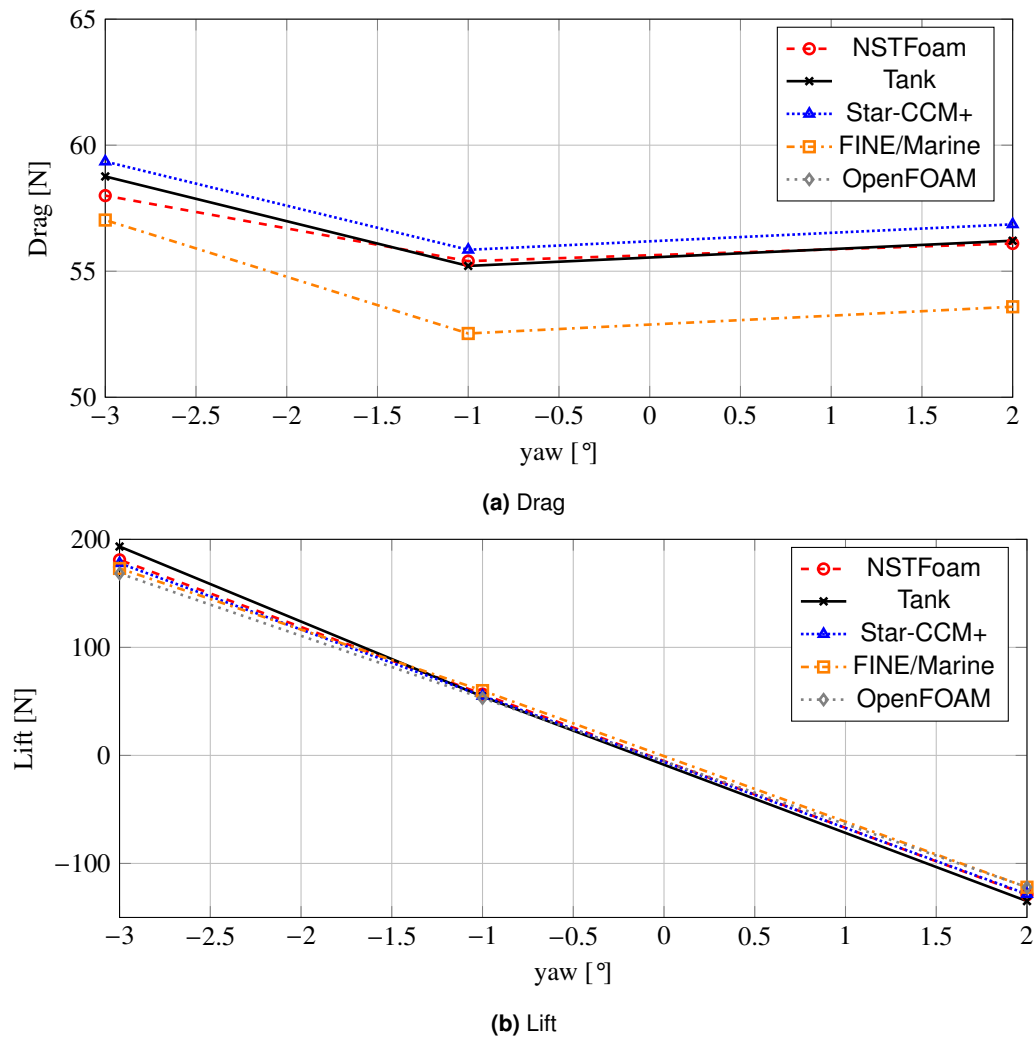 65
60
55
50
Drag [N]
−3
−2.5
−2
−1.5
−1
−0.5
0
0.5
1
1.5
2
yaw [°]
NSTFoam
Tank
Star-CCM+
FINE/Marine
OpenFOAM
(a) Drag
200
100
0
−100
Lift [N]
−3
−2.5
−2
−1.5
−1
−0.5
0
0.5
1
1.5
2
yaw [°]
NSTFoam
Tank
Star-CCM+
FINE/Marine
OpenFOAM
(b) Lift